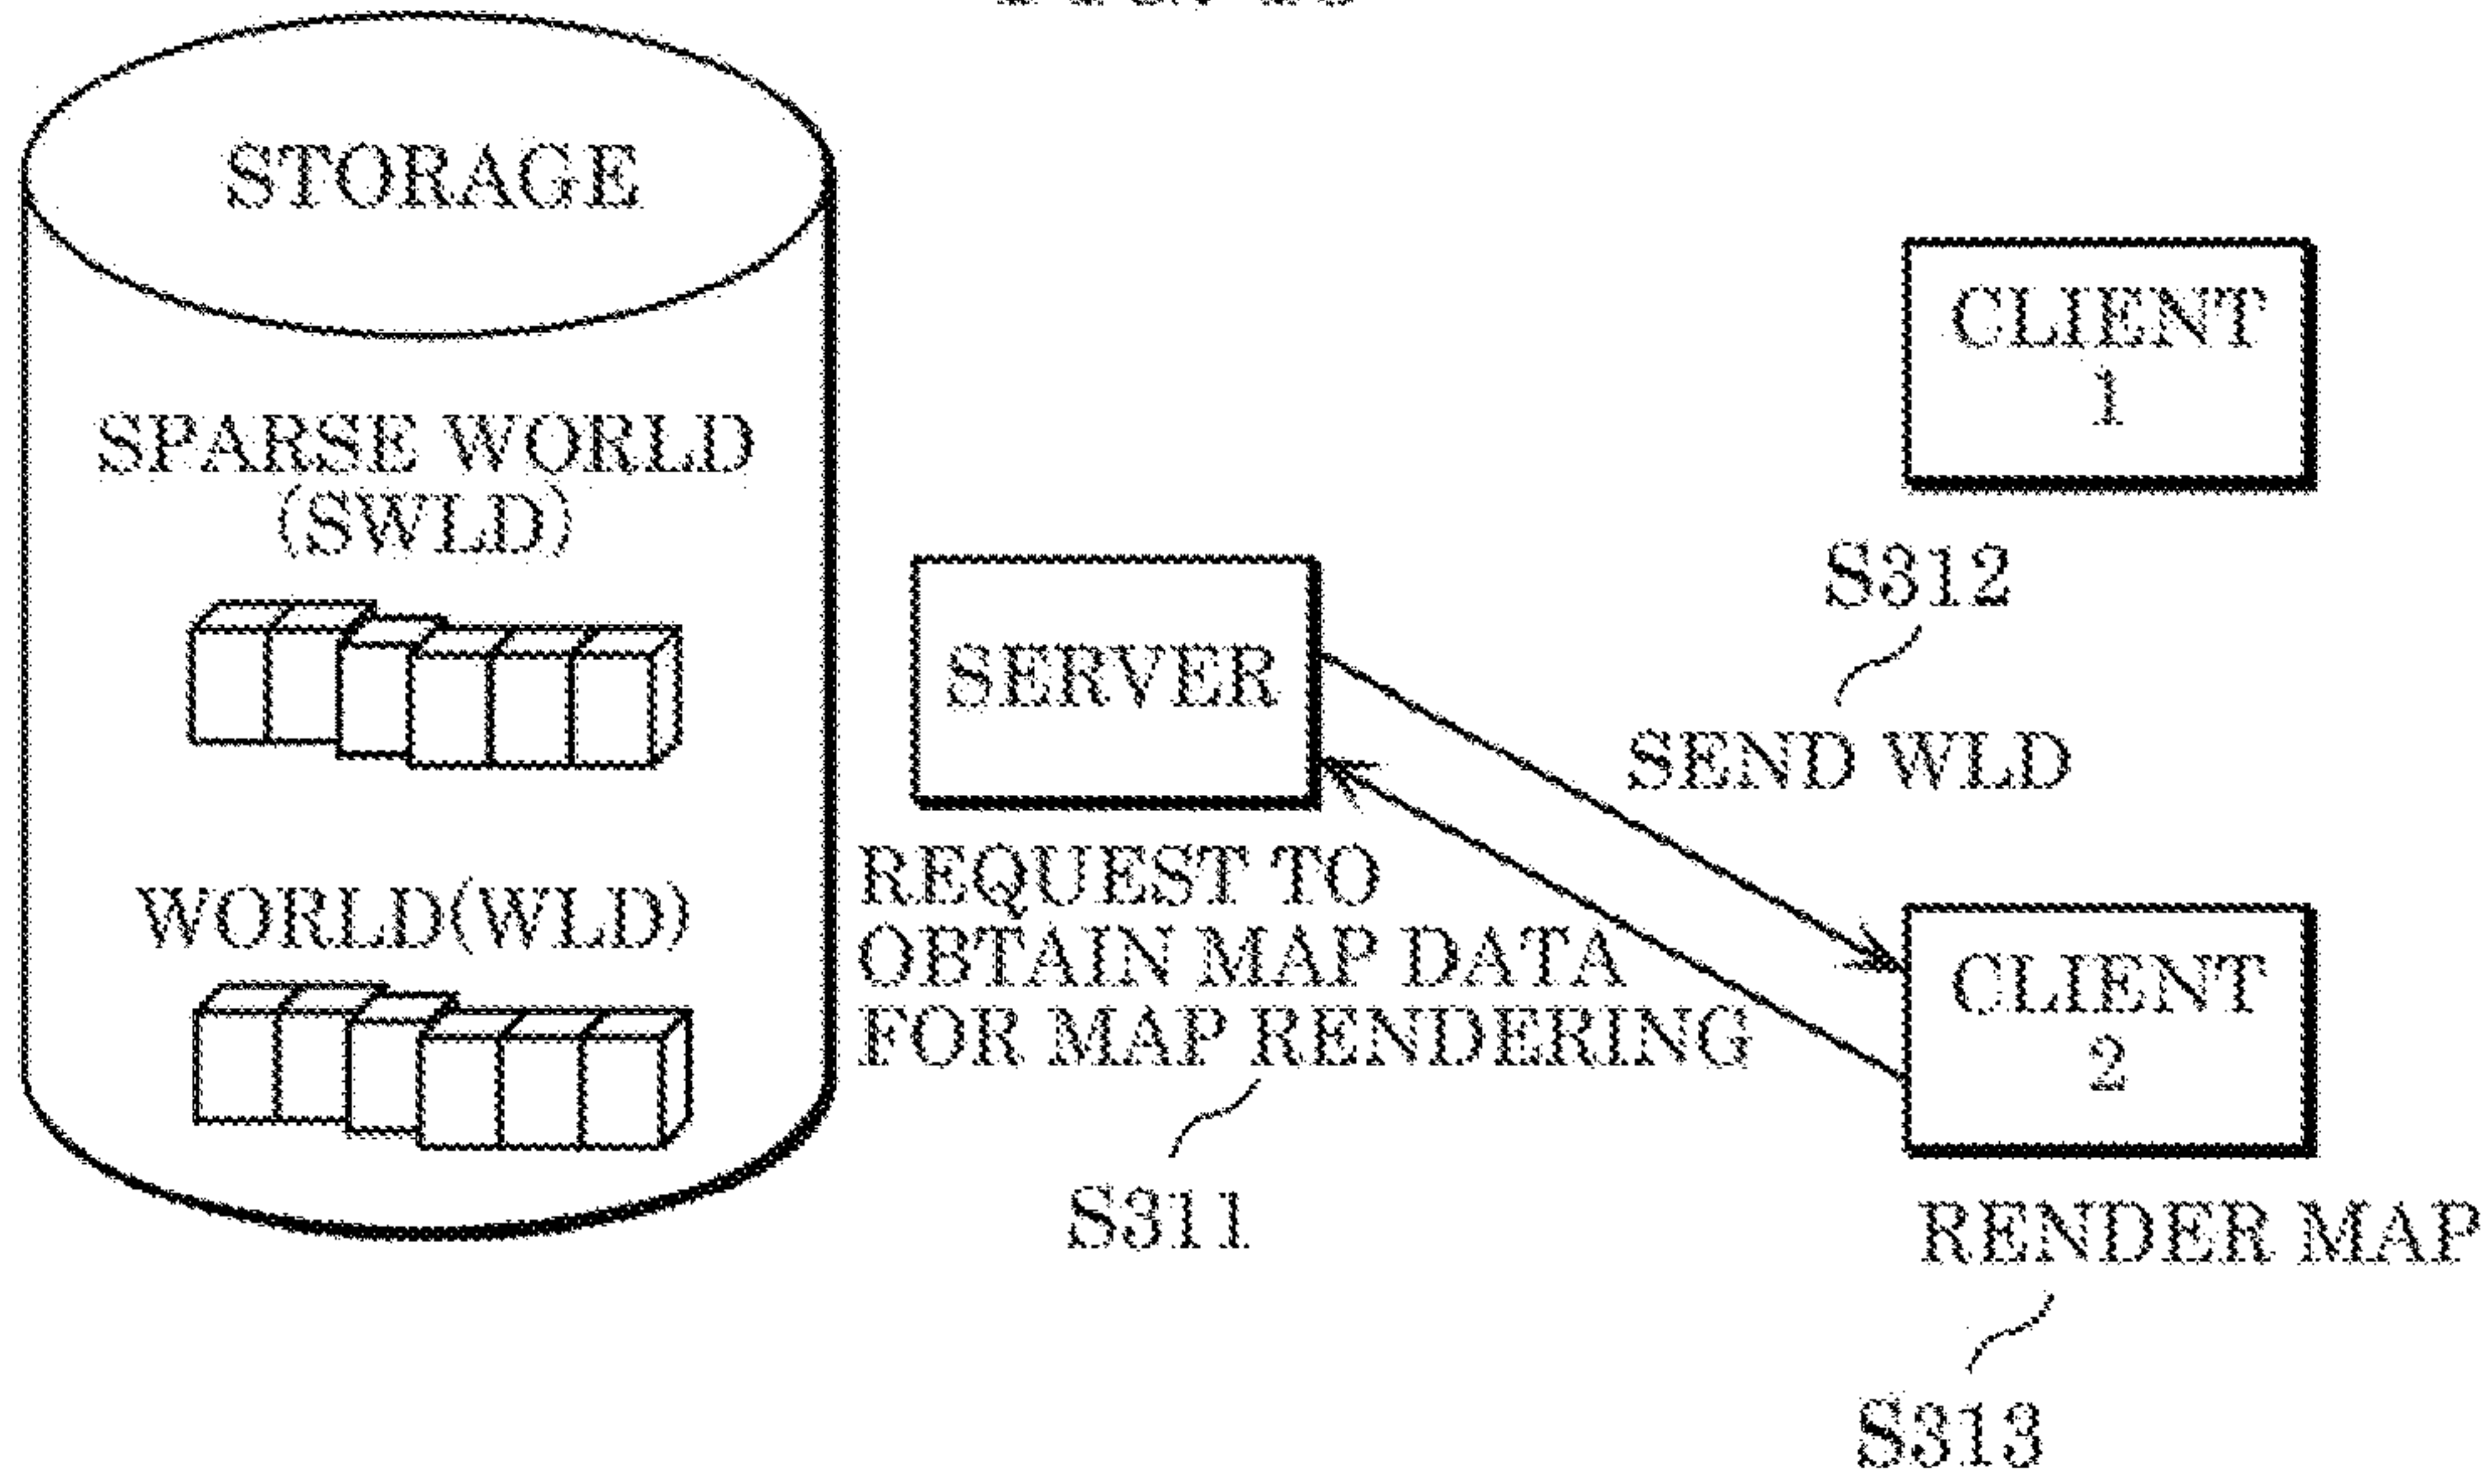 STORAGE
SPARSE WORLD
(SWLD)
WORLD(WLD)
SERVER
CLIENT
1
S312
SEND WLD
REQUEST TO
OBTAIN MAP DATA
FOR MAP RENDERING
S311
CLIENT
2
RENDER MAP
S313